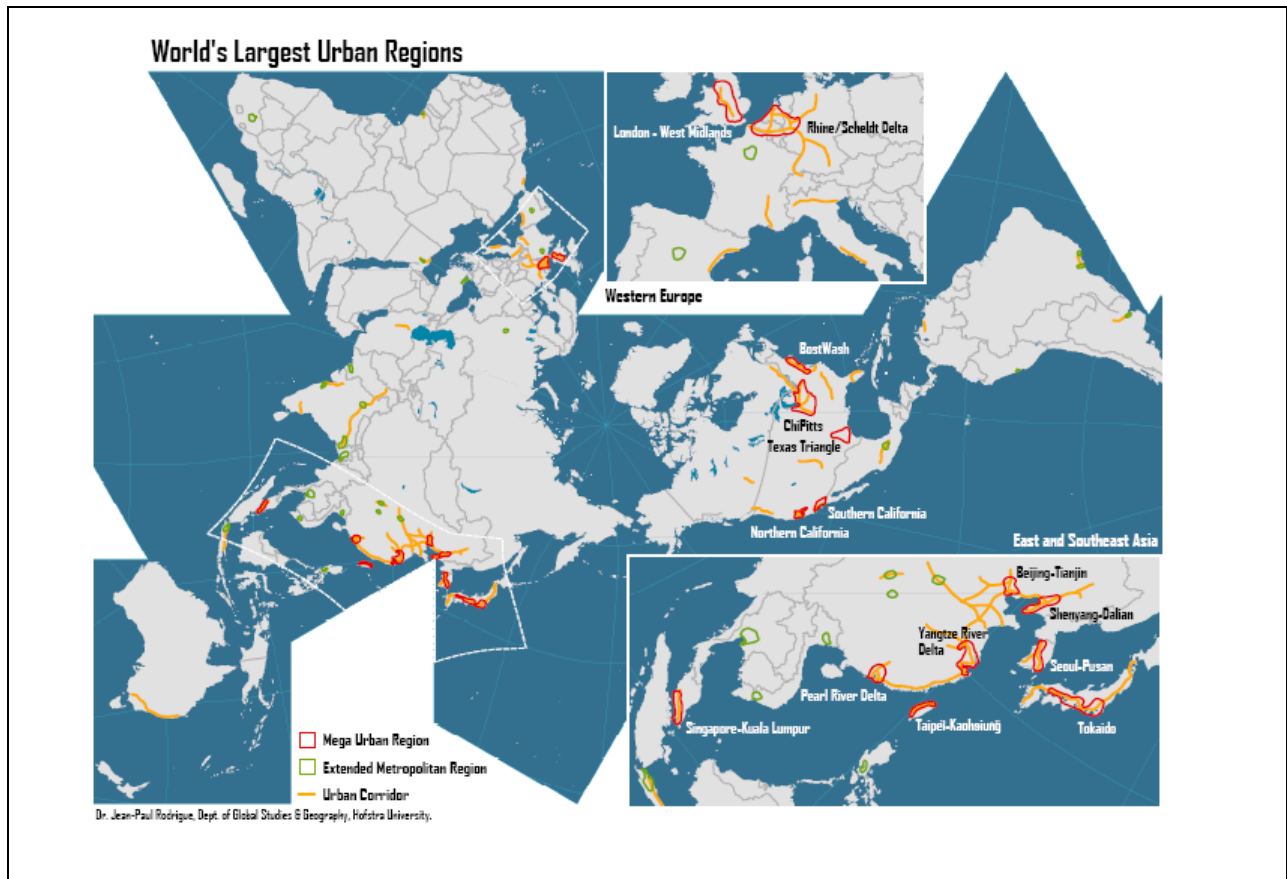 World's Largest Urban Regions
London - West Midlands
Rhine/Scheldt Delta
Western Europe
BostWash
ChiPitts
Texas Triangle
Southern California
Northern California
East and Southeast Asia
Beijing-Tianjin
Shenyang-Dalian
Yangtze River
Delta
Seoul-Pusan
Pearl River Delta
Singapore-Kuala Lumpur
Taipei-Kaohsiung
Tokaido
Mega Urban Region
Extended Metropolitan Region
Urban Corridor
Dr. Jean-Paul Rodrigue, Dept. of Global Studies & Geography, Hofstra University.